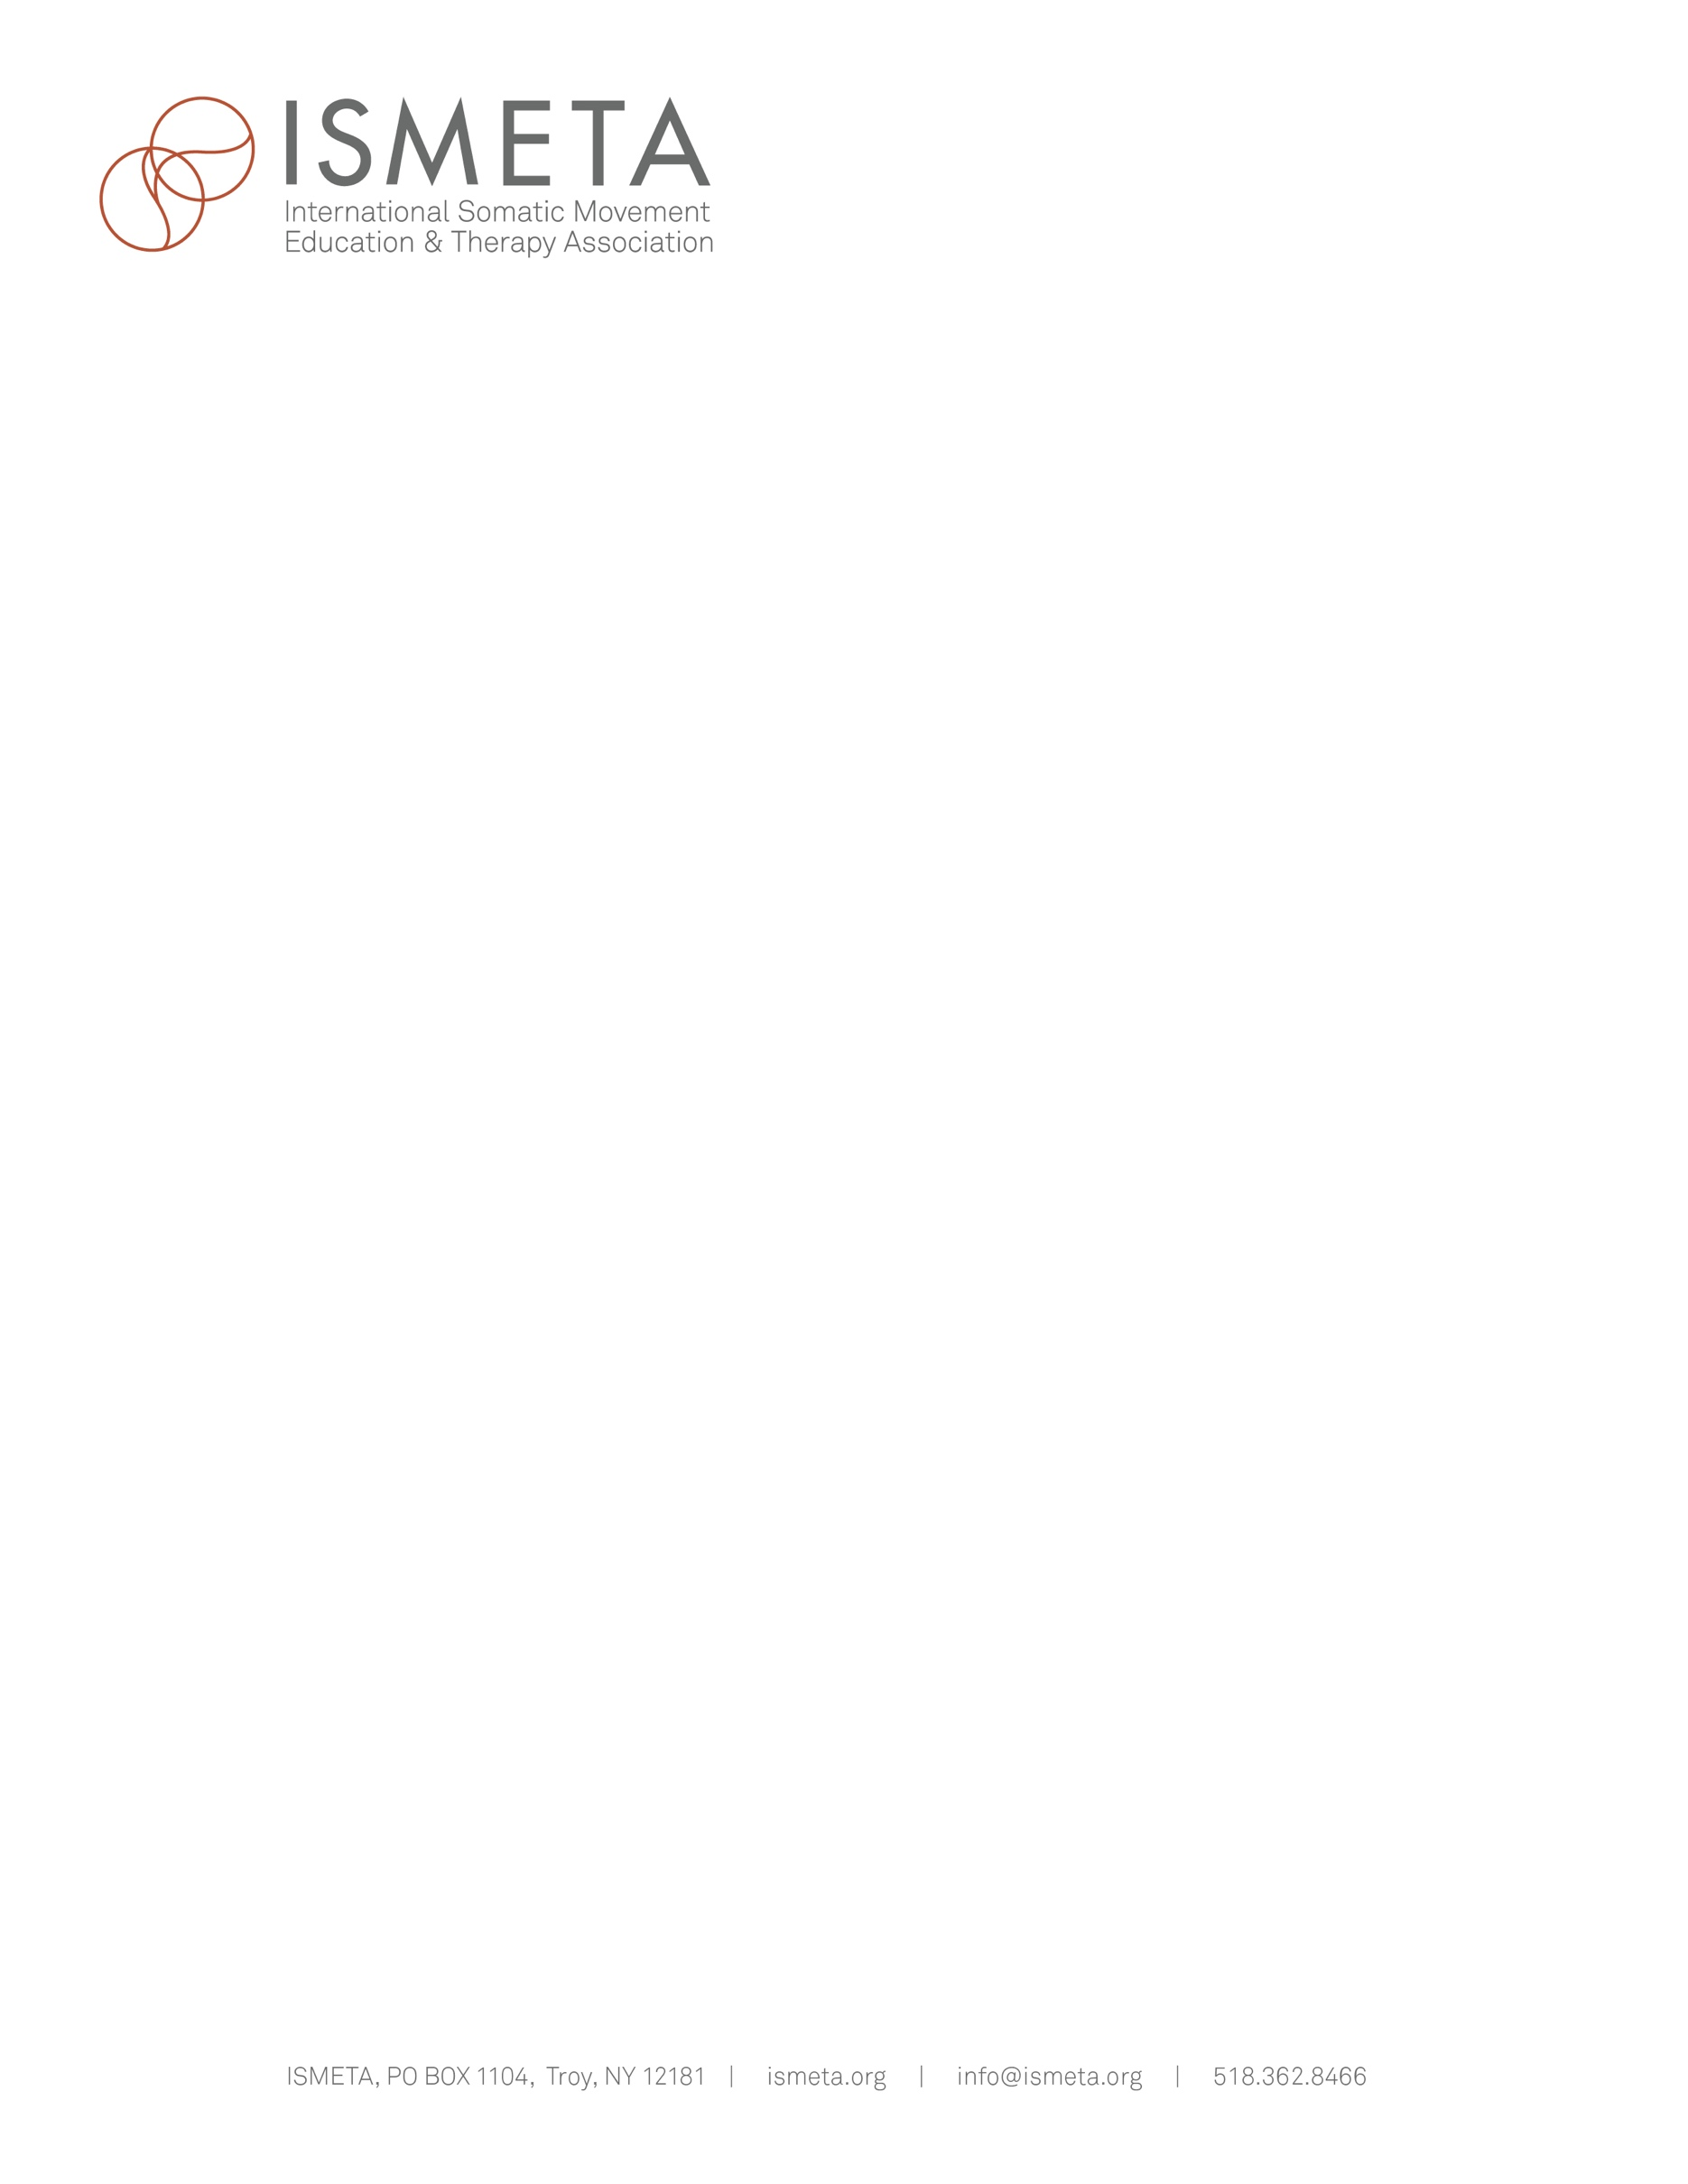 ISMETA
International Somatic Movement
Education & Therapy Association
ISMETA, PO BOX 1104, Troy, NY 12181 | ismeta.org | info@ismeta.org | 518.362.8466